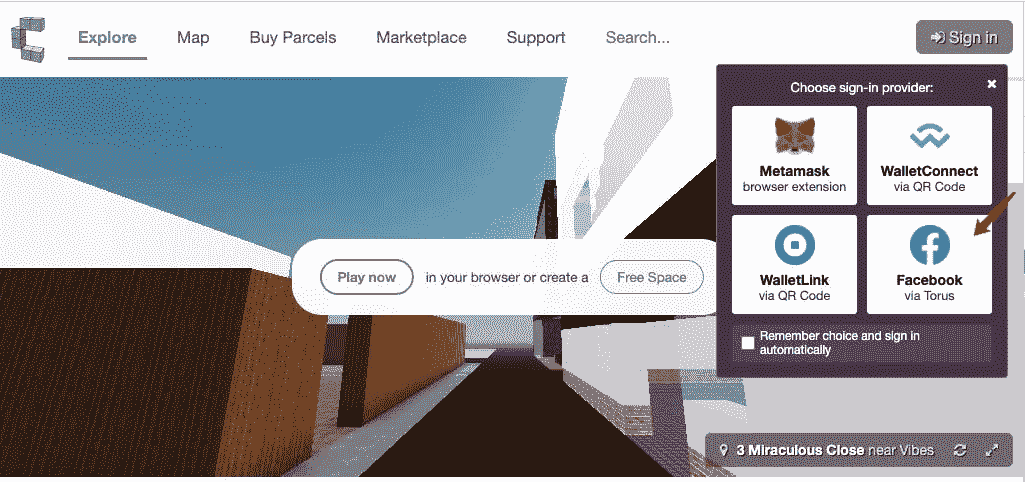 Explore Map Buy Parcels Marketplace Support Search... Sign in
Choose sign-in provider:
Metamask
browser extension
WalletConnect
via QR Code
WalletLink
via QR Code
Facebook
via Torus
Remember choice and sign in
automatically
Play now in your browser or create a Free Space
3 Miraculous Close near Vibes